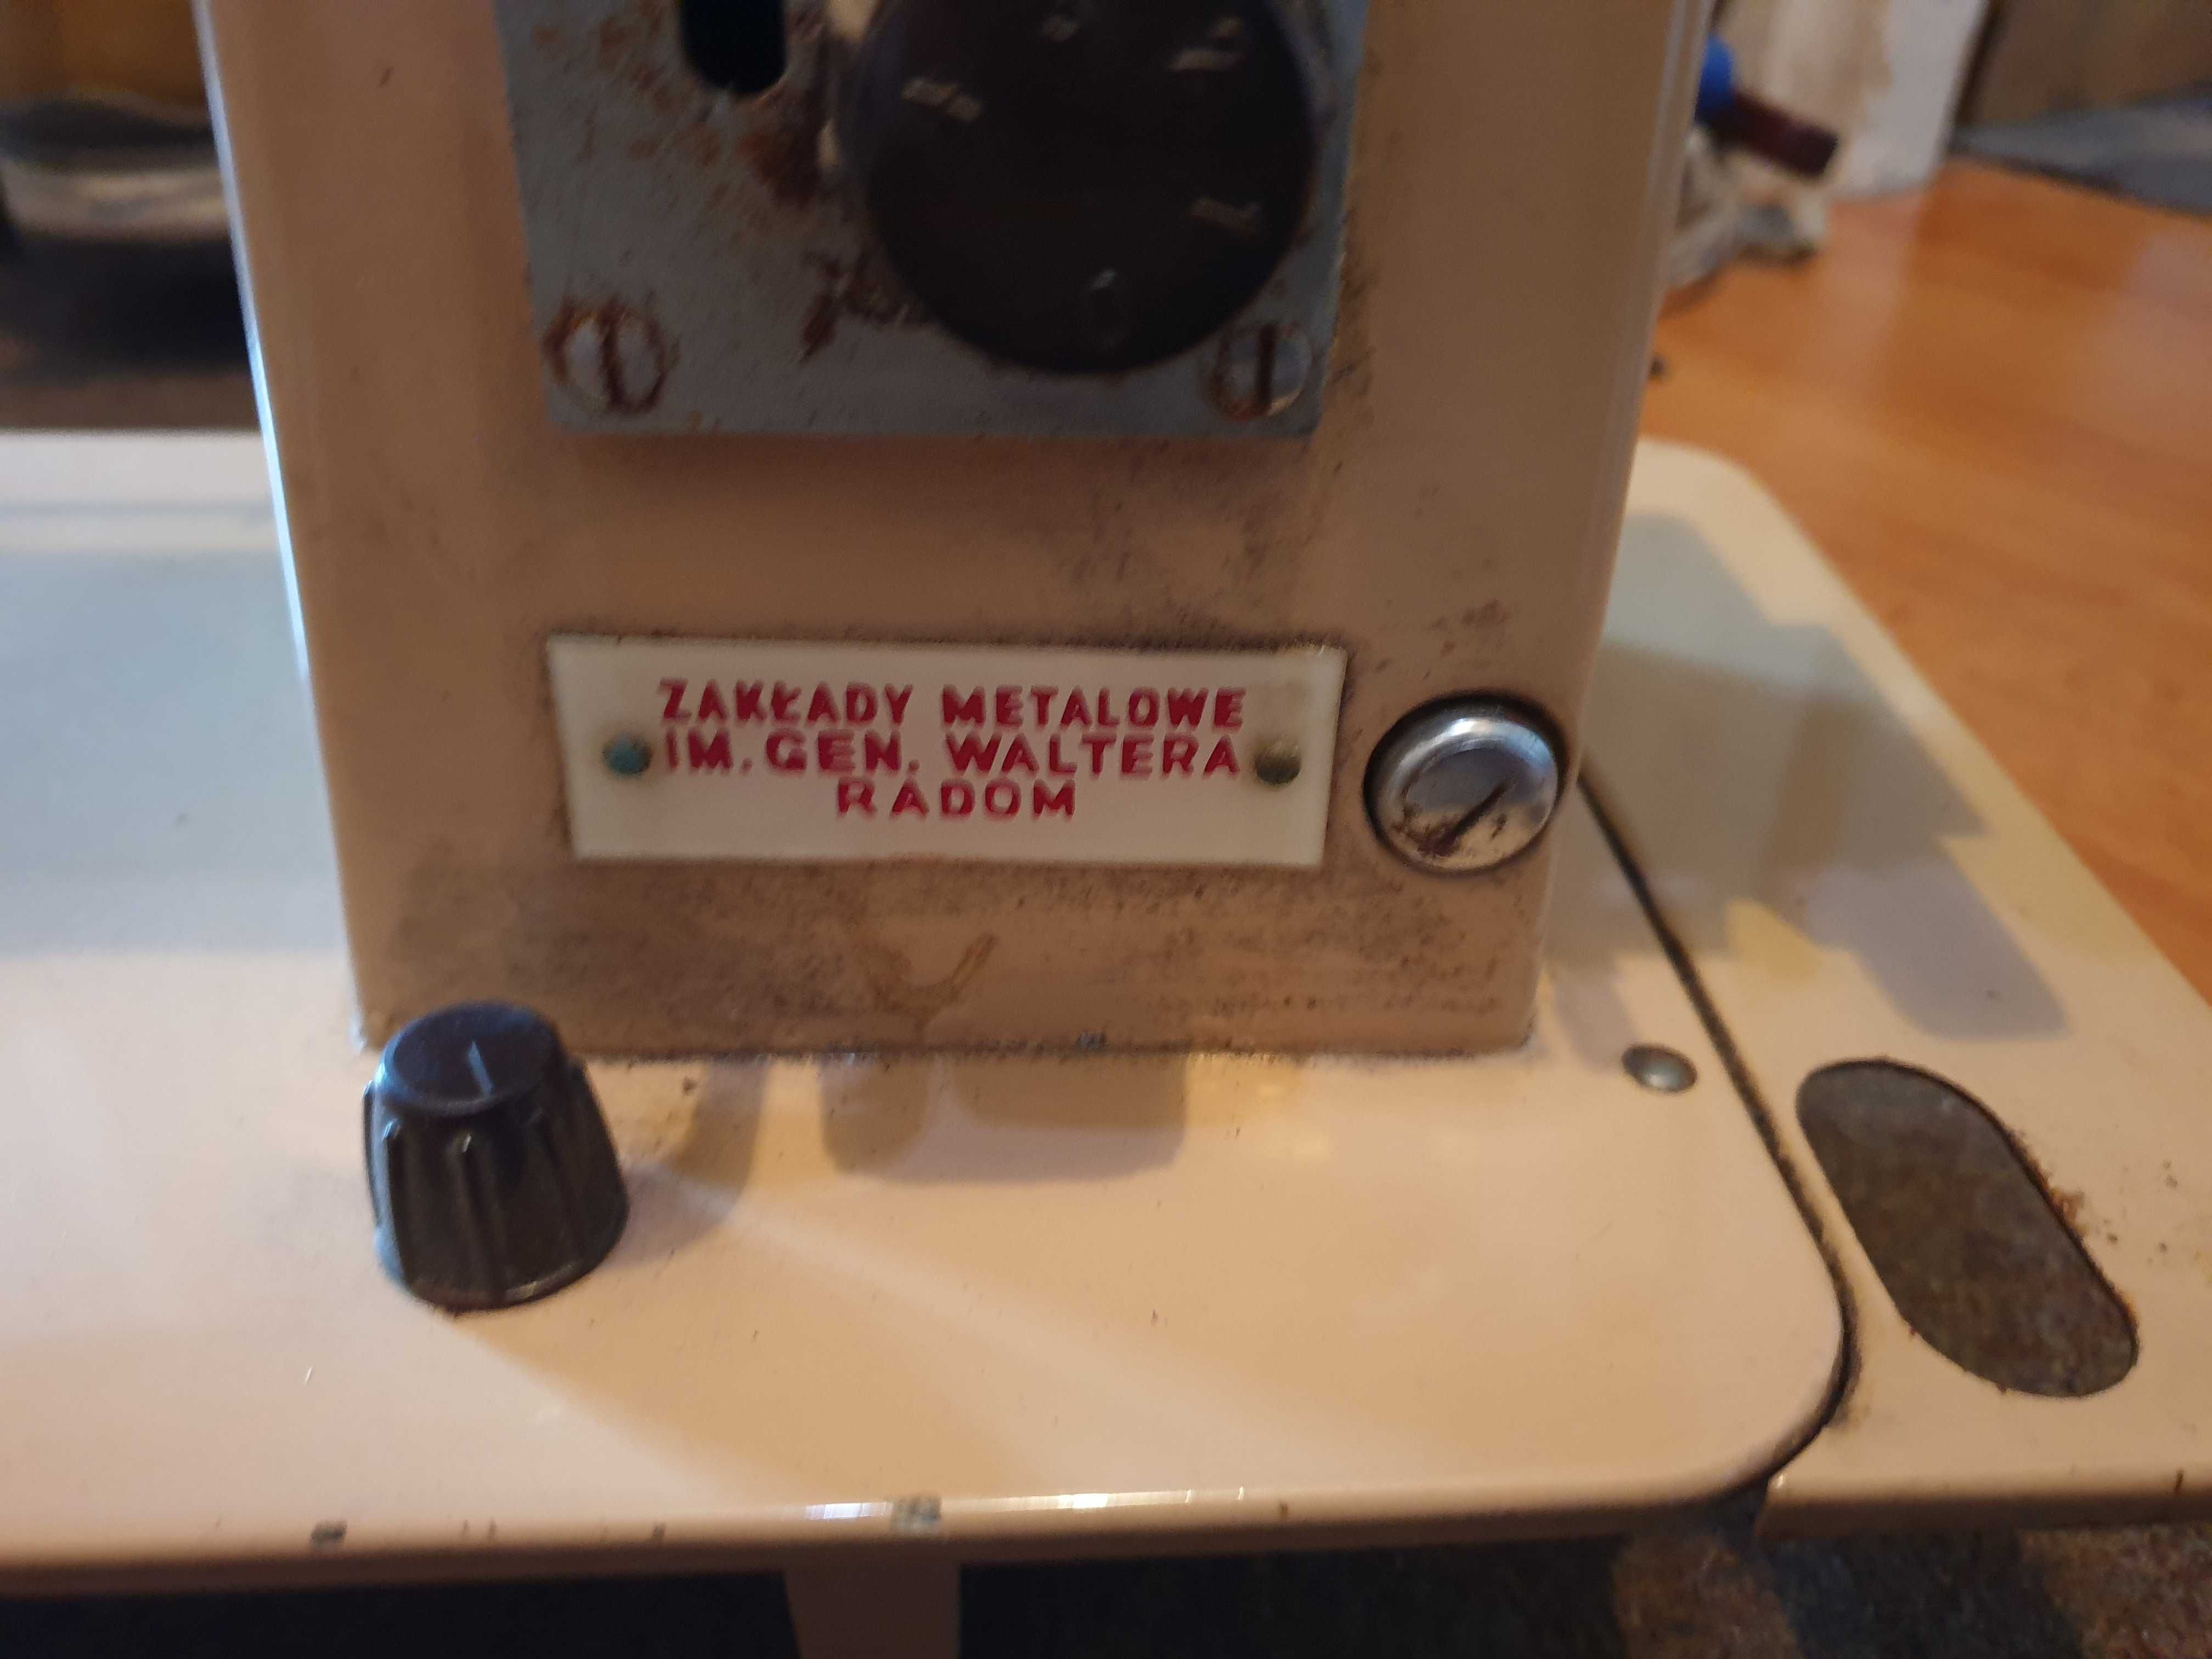 ZAKŁADY METALOWE
IM. GEN. WALTERA
RADOM